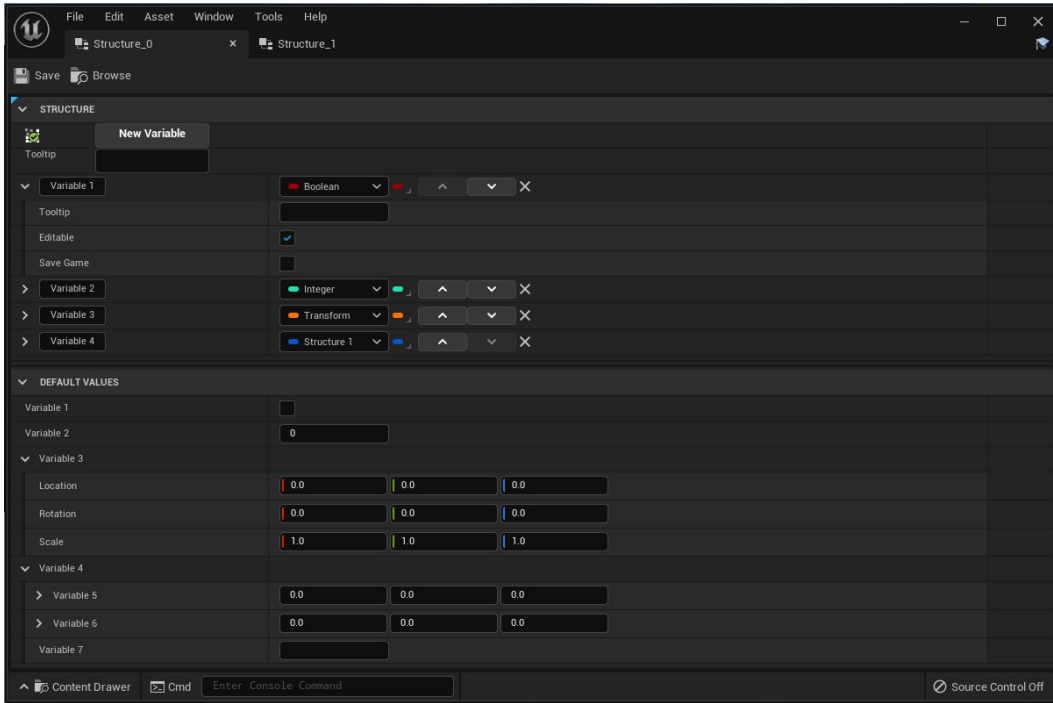 File Edit Asset Window Tools Help
Structure_0 Structure_1
Save Browse
STRUCTURE
New Variable
Tooltip
Variable 1 Boolean
Tooltip
Editable
Save Game
Variable 2 Integer
Variable 3 Transform
Variable 4 Structure 1
DEFAULT VALUES
Variable 1
Variable 2 0
Variable 3
Location 0.0 0.0 0.0
Rotation 0.0 0.0 0.0
Scale 1.0 1.0 1.0
Variable 4
Variable 5 0.0 0.0 0.0
Variable 6 0.0 0.0 0.0
Variable 7
Content Drawer Cmd Enter Console Command Source Control Off